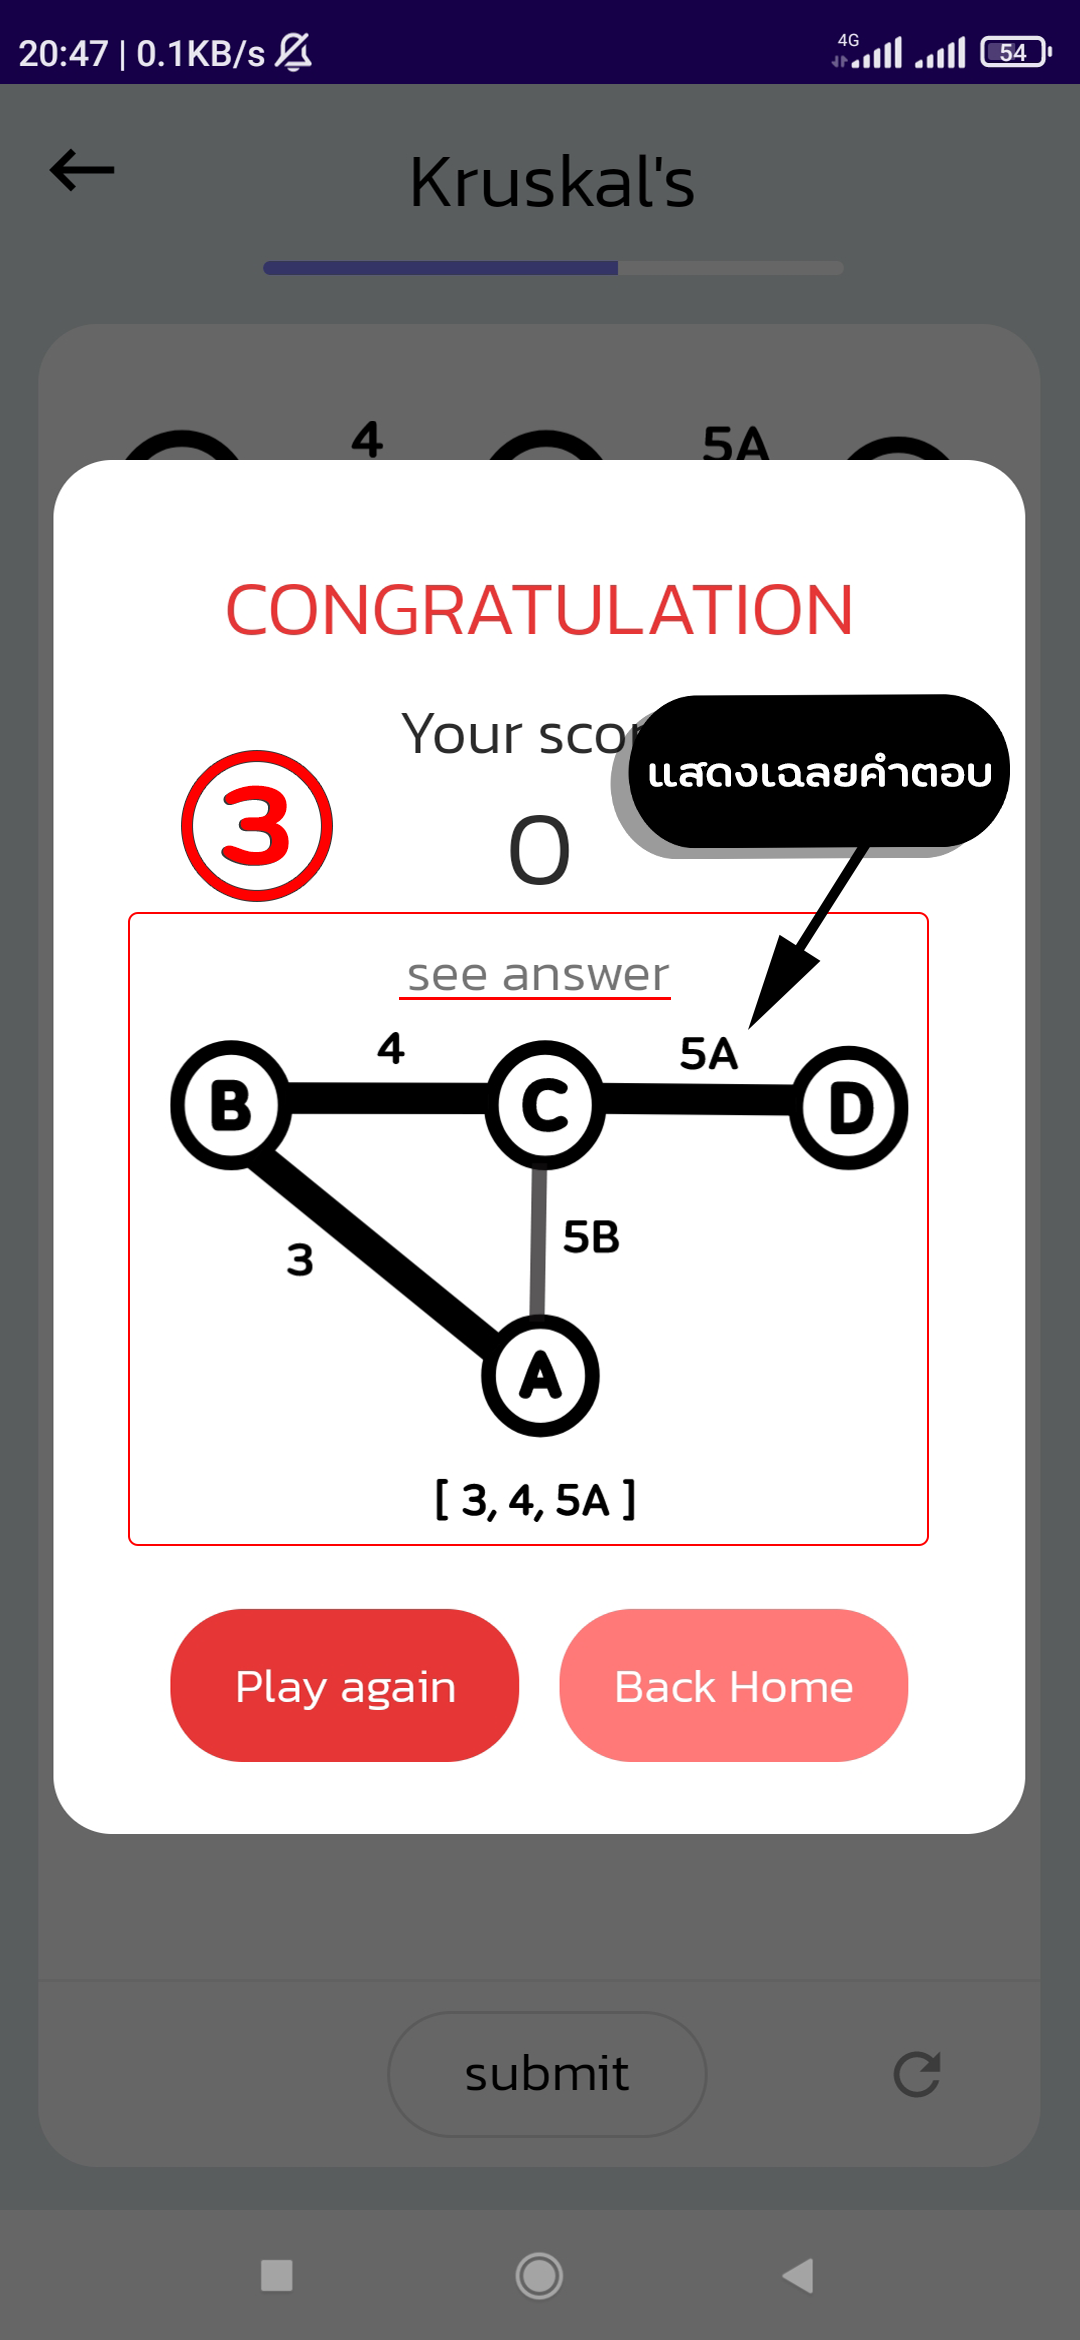 20:47 | 0.1KB/s
4G
54
Kruskal's
4
5A
CONGRATULATION
Your scor
แสดงเฉลยคำตอบ
3
0
see answer
4
5A
B
C
D
3
5B
A
[ 3, 4, 5A ]
Play again
Back Home
submit